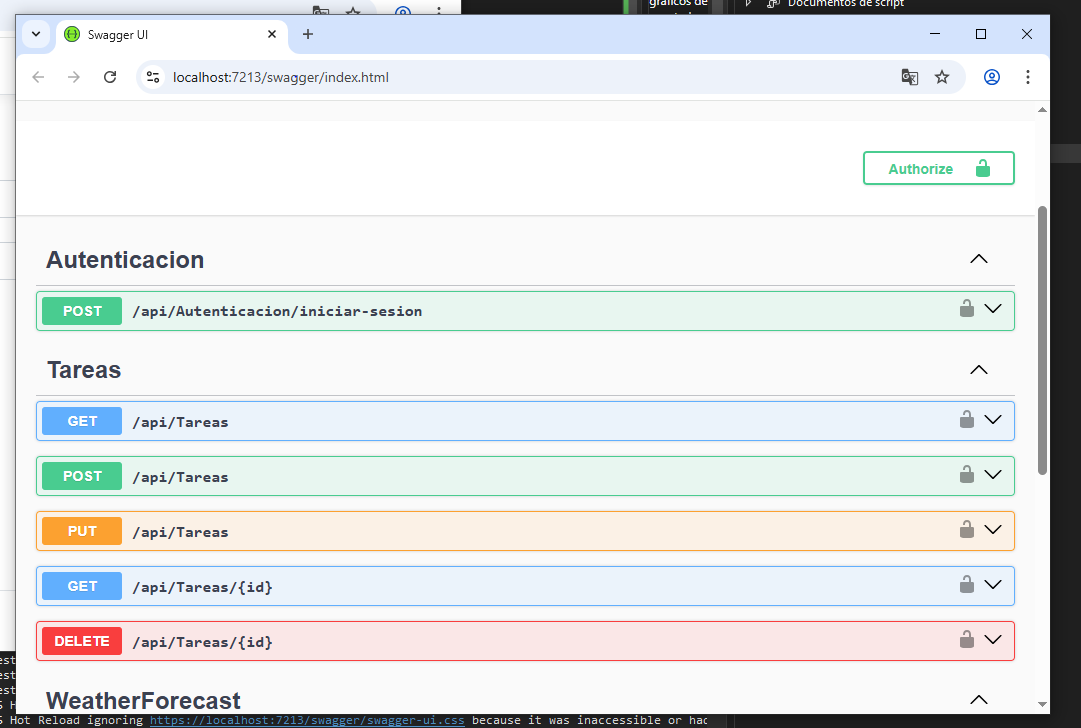 gráficos de
Documentos de script
Swagger UI
localhost:7213/swagger/index.html
Authorize
Autenticacion
POST /api/Autenticacion/iniciar-sesion
Tareas
GET /api/Tareas
POST /api/Tareas
PUT /api/Tareas
GET /api/Tareas/{id}
DELETE /api/Tareas/{id}
WeatherForecast
est
est
est
Hot Reload ignoring https://localhost:7213/swagger/swagger-ui.css because it was inaccessible or had